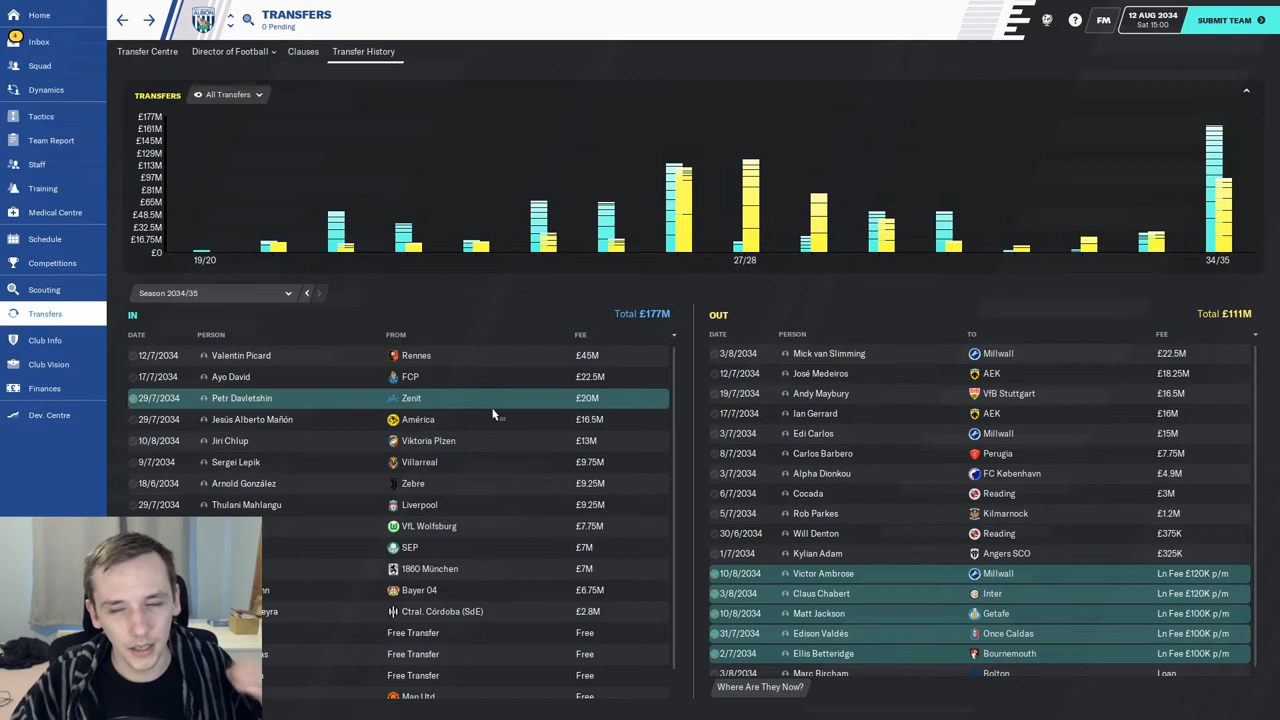 ALBION
TRANSFERS
0 Pending
FM
12 AUG 2034
Sat 15:00
SUBMIT TEAM
Home
4
Inbox
Squad
Dynamics
Tactics
Team Report
Staff
Training
Medical Centre
Schedule
Competitions
Scouting
Transfers
Club Info
Club Vision
Finances
Dev. Centre
Transfer Centre
Director of Football
Clauses
Transfer History
TRANSFERS
All Transfers
£177M
£161M
£145M
£129M
£113M
£97M
£81M
£65M
£48.5M
£32.5M
£16.75M
£0
19/20
27/28
34/35
Season 2034/35
IN
Total £177M
DATE PERSON FROM FEE
12/7/2034 Valentin Picard Rennes £45M
17/7/2034 Ayo David FCP £22.5M
29/7/2034 Petr Davletshin Zenit £20M
29/7/2034 Jesús Alberto Mañón América £16.5M
10/8/2034 Jiri Chlup Viktoria Plzen £13M
9/7/2034 Sergei Lepik Villarreal £9.75M
18/6/2034 Arnold González Zebre £9.25M
29/7/2034 Thulani Mahlangu Liverpool £9.25M
VfL Wolfsburg £7.75M
SEP £7M
1860 München £7M
Bayer 04 £6.75M
Ctral. Córdoba (SdE) £2.8M
Free Transfer Free
Free Transfer Free
Free Transfer Free
Man Utd Free
OUT
Total £111M
DATE PERSON TO FEE
3/8/2034 Mick van Slimming Millwall £22.5M
12/7/2034 José Medeiros AEK £18.25M
19/7/2034 Andy Maybury VfB Stuttgart £16.5M
17/7/2034 Ian Gerrard AEK £16M
3/7/2034 Edi Carlos Millwall £15M
8/7/2034 Carlos Barbero Perugia £7.75M
3/7/2034 Alpha Dionkou FC København £4.9M
6/7/2034 Cocada Reading £3M
5/7/2034 Rob Parkes Kilmarnock £1.2M
30/6/2034 Will Denton Reading £375K
1/7/2034 Kylian Adam Angers SCO £325K
10/8/2034 Victor Ambrose Millwall Ln Fee £120K p/m
3/8/2034 Claus Chabert Inter Ln Fee £120K p/m
10/8/2034 Matt Jackson Getafe Ln Fee £100K p/m
31/7/2034 Edison Valdés Once Caldas Ln Fee £100K p/m
2/7/2034 Ellis Betteridge Bournemouth Ln Fee £100K p/m
3/8/2034 Marc Bircham Bolton Loan
Where Are They Now?